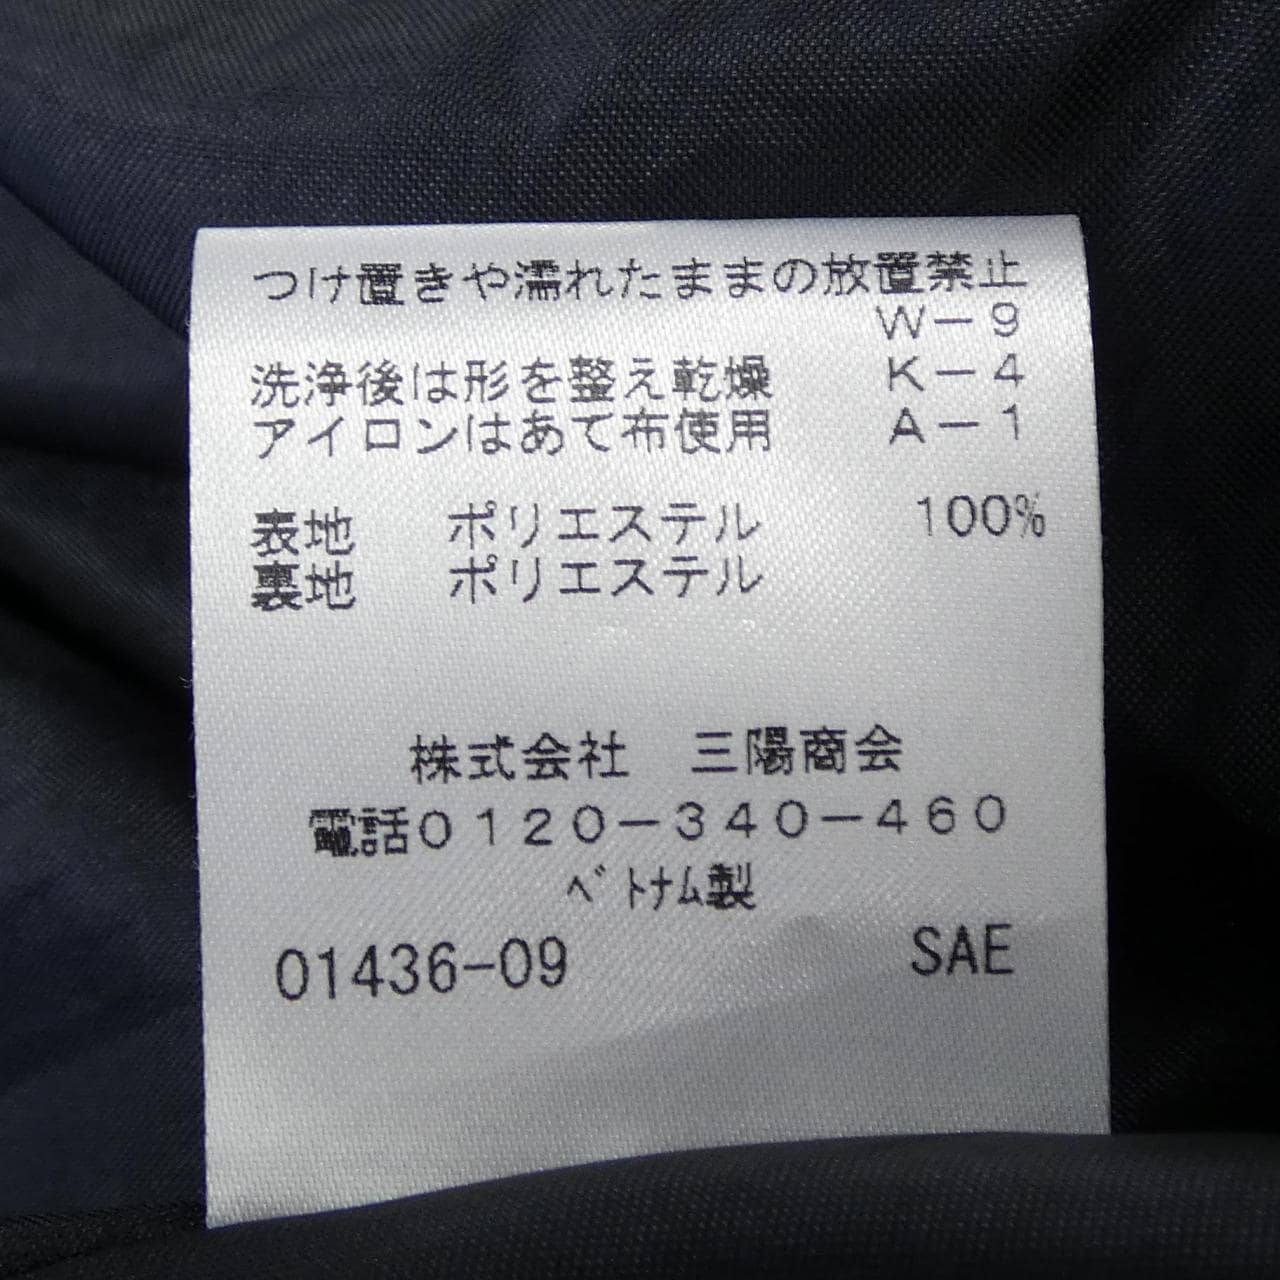 つけ置きや濡れたままの放置禁止
W－9
洗浄後は形を整え乾燥 K－4
アイロンはあて布使用 A－1
表地 ポリエステル 100%
裏地 ポリエステル
株式会社 三陽商会
電話0120－340－460
ベトナム製
01436-09 SAE